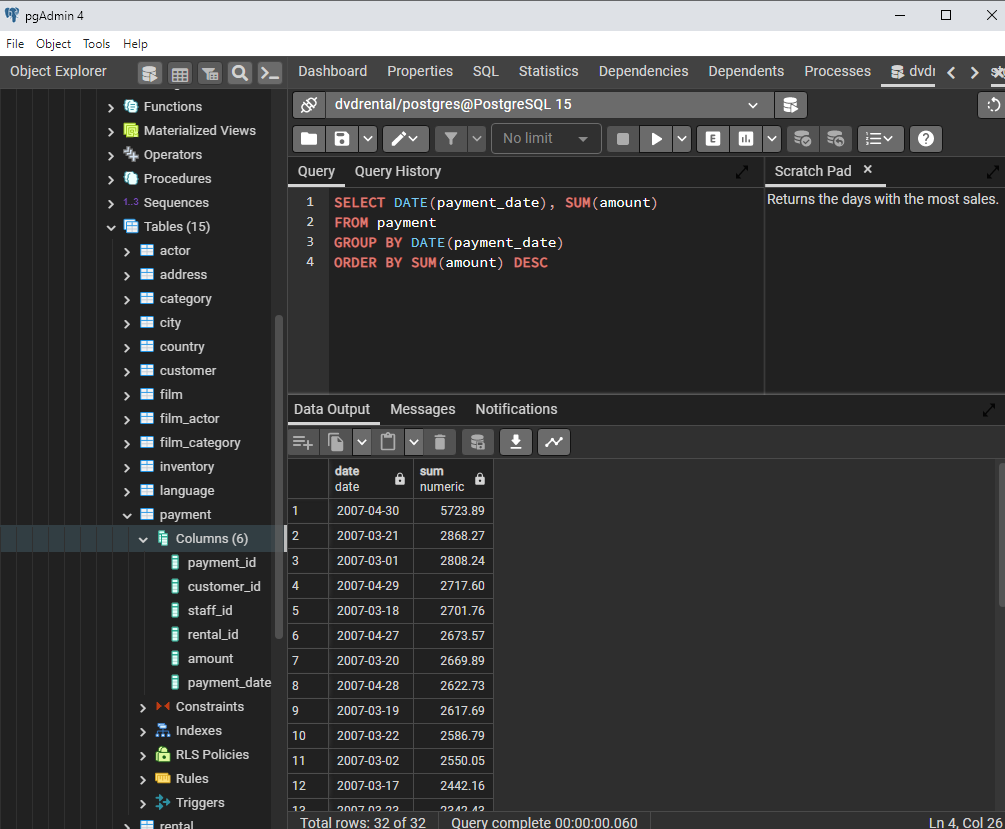 pgAdmin 4
File Object Tools Help
Object Explorer
Dashboard Properties SQL Statistics Dependencies Dependents Processes
Functions
Materialized Views
Operators
Procedures
1..3 Sequences
Tables (15)
actor
address
category
city
country
customer
film
film_actor
film_category
inventory
language
payment
Columns (6)
payment_id
customer_id
staff_id
rental_id
amount
payment_date
Constraints
Indexes
RLS Policies
Rules
Triggers
rental
dvdrental/postgres@PostgreSQL 15
No limit
E
Query Query History
Scratch Pad
1 SELECT DATE(payment_date), SUM(amount)
2 FROM payment
3 GROUP BY DATE(payment_date)
4 ORDER BY SUM(amount) DESC
Returns the days with the most sales.
Data Output Messages Notifications
date sum
date numeric
1 2007-04-30 5723.89
2 2007-03-21 2868.27
3 2007-03-01 2808.24
4 2007-04-29 2717.60
5 2007-03-18 2701.76
6 2007-04-27 2673.57
7 2007-03-20 2669.89
8 2007-04-28 2622.73
9 2007-03-19 2617.69
10 2007-03-22 2586.79
11 2007-03-02 2550.05
12 2007-03-17 2442.16
13 2007-03-23 2342.43
Total rows: 32 of 32 Query complete 00:00:00.060 Ln 4, Col 26